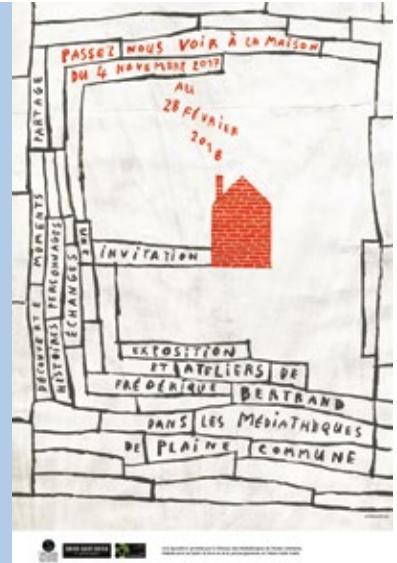 PASSEZ NOUS VOIR À LA MAISON
DU 4 NOVEMBRE 2017
AU
28 FÉVRIER
2018
PARTAGE
DÉCOUVERTE MOMENTS
HISTOIRES PERSONNAGES
ÉCHANGES
INVITATION
EXPOSITION
ET ATELIERS DE
FRÉDÉRIQUE BERTRAND
DANS LES MÉDIATHÈQUES
DE PLAINE COMMUNE